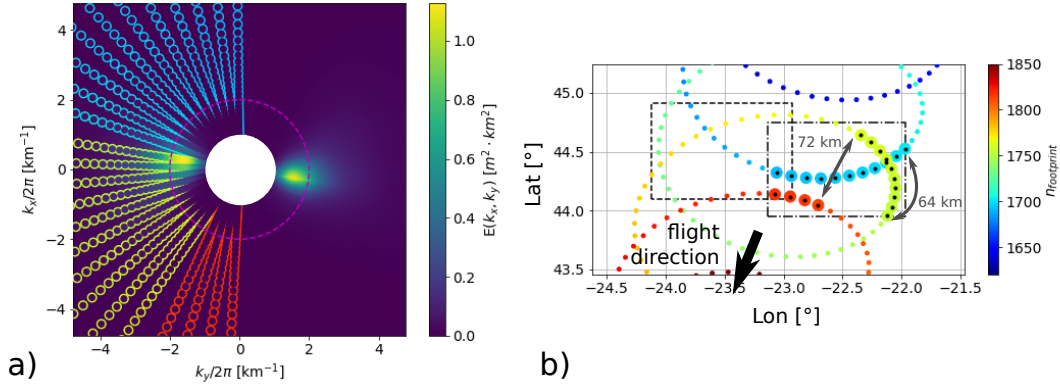 4
2
0
−2
−4
k_x/2π [km⁻¹]
−4
−2
0
2
4
k_y/2π [km⁻¹]
1.0
0.8
0.6
0.4
0.2
0.0
E(k_x, k_y) [m² · km²]
a)
45.0
44.5
44.0
43.5
Lat [°]
72 km
64 km
flight
direction
−24.5
−24.0
−23.5
−23.0
−22.5
−22.0
−21.5
Lon [°]
1850
1800
1750
1700
1650
n_footprint
b)